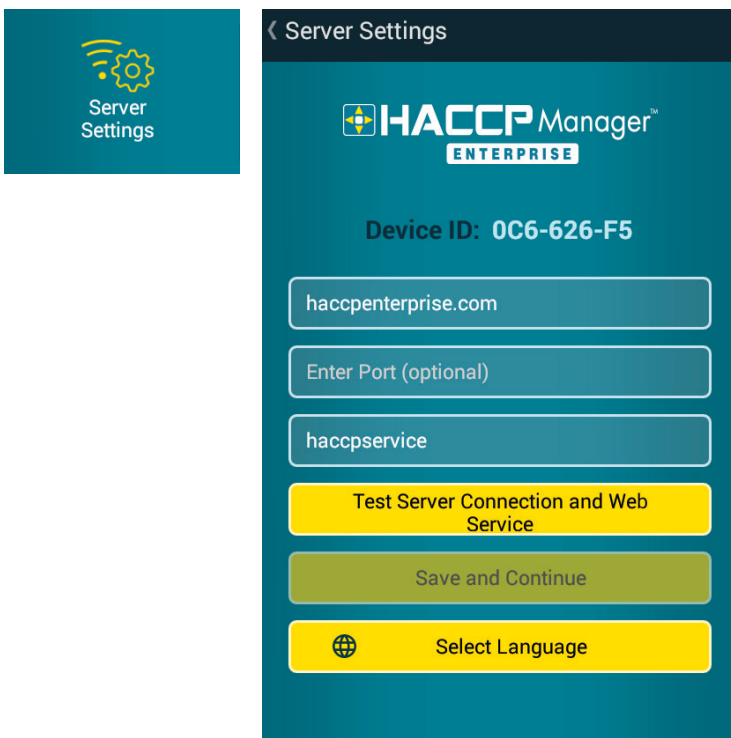 Server
Settings
Server Settings
HACCP Manager™
ENTERPRISE
Device ID: 0C6-626-F5
haccpenterprise.com
Enter Port (optional)
haccpservice
Test Server Connection and Web
Service
Save and Continue
Select Language